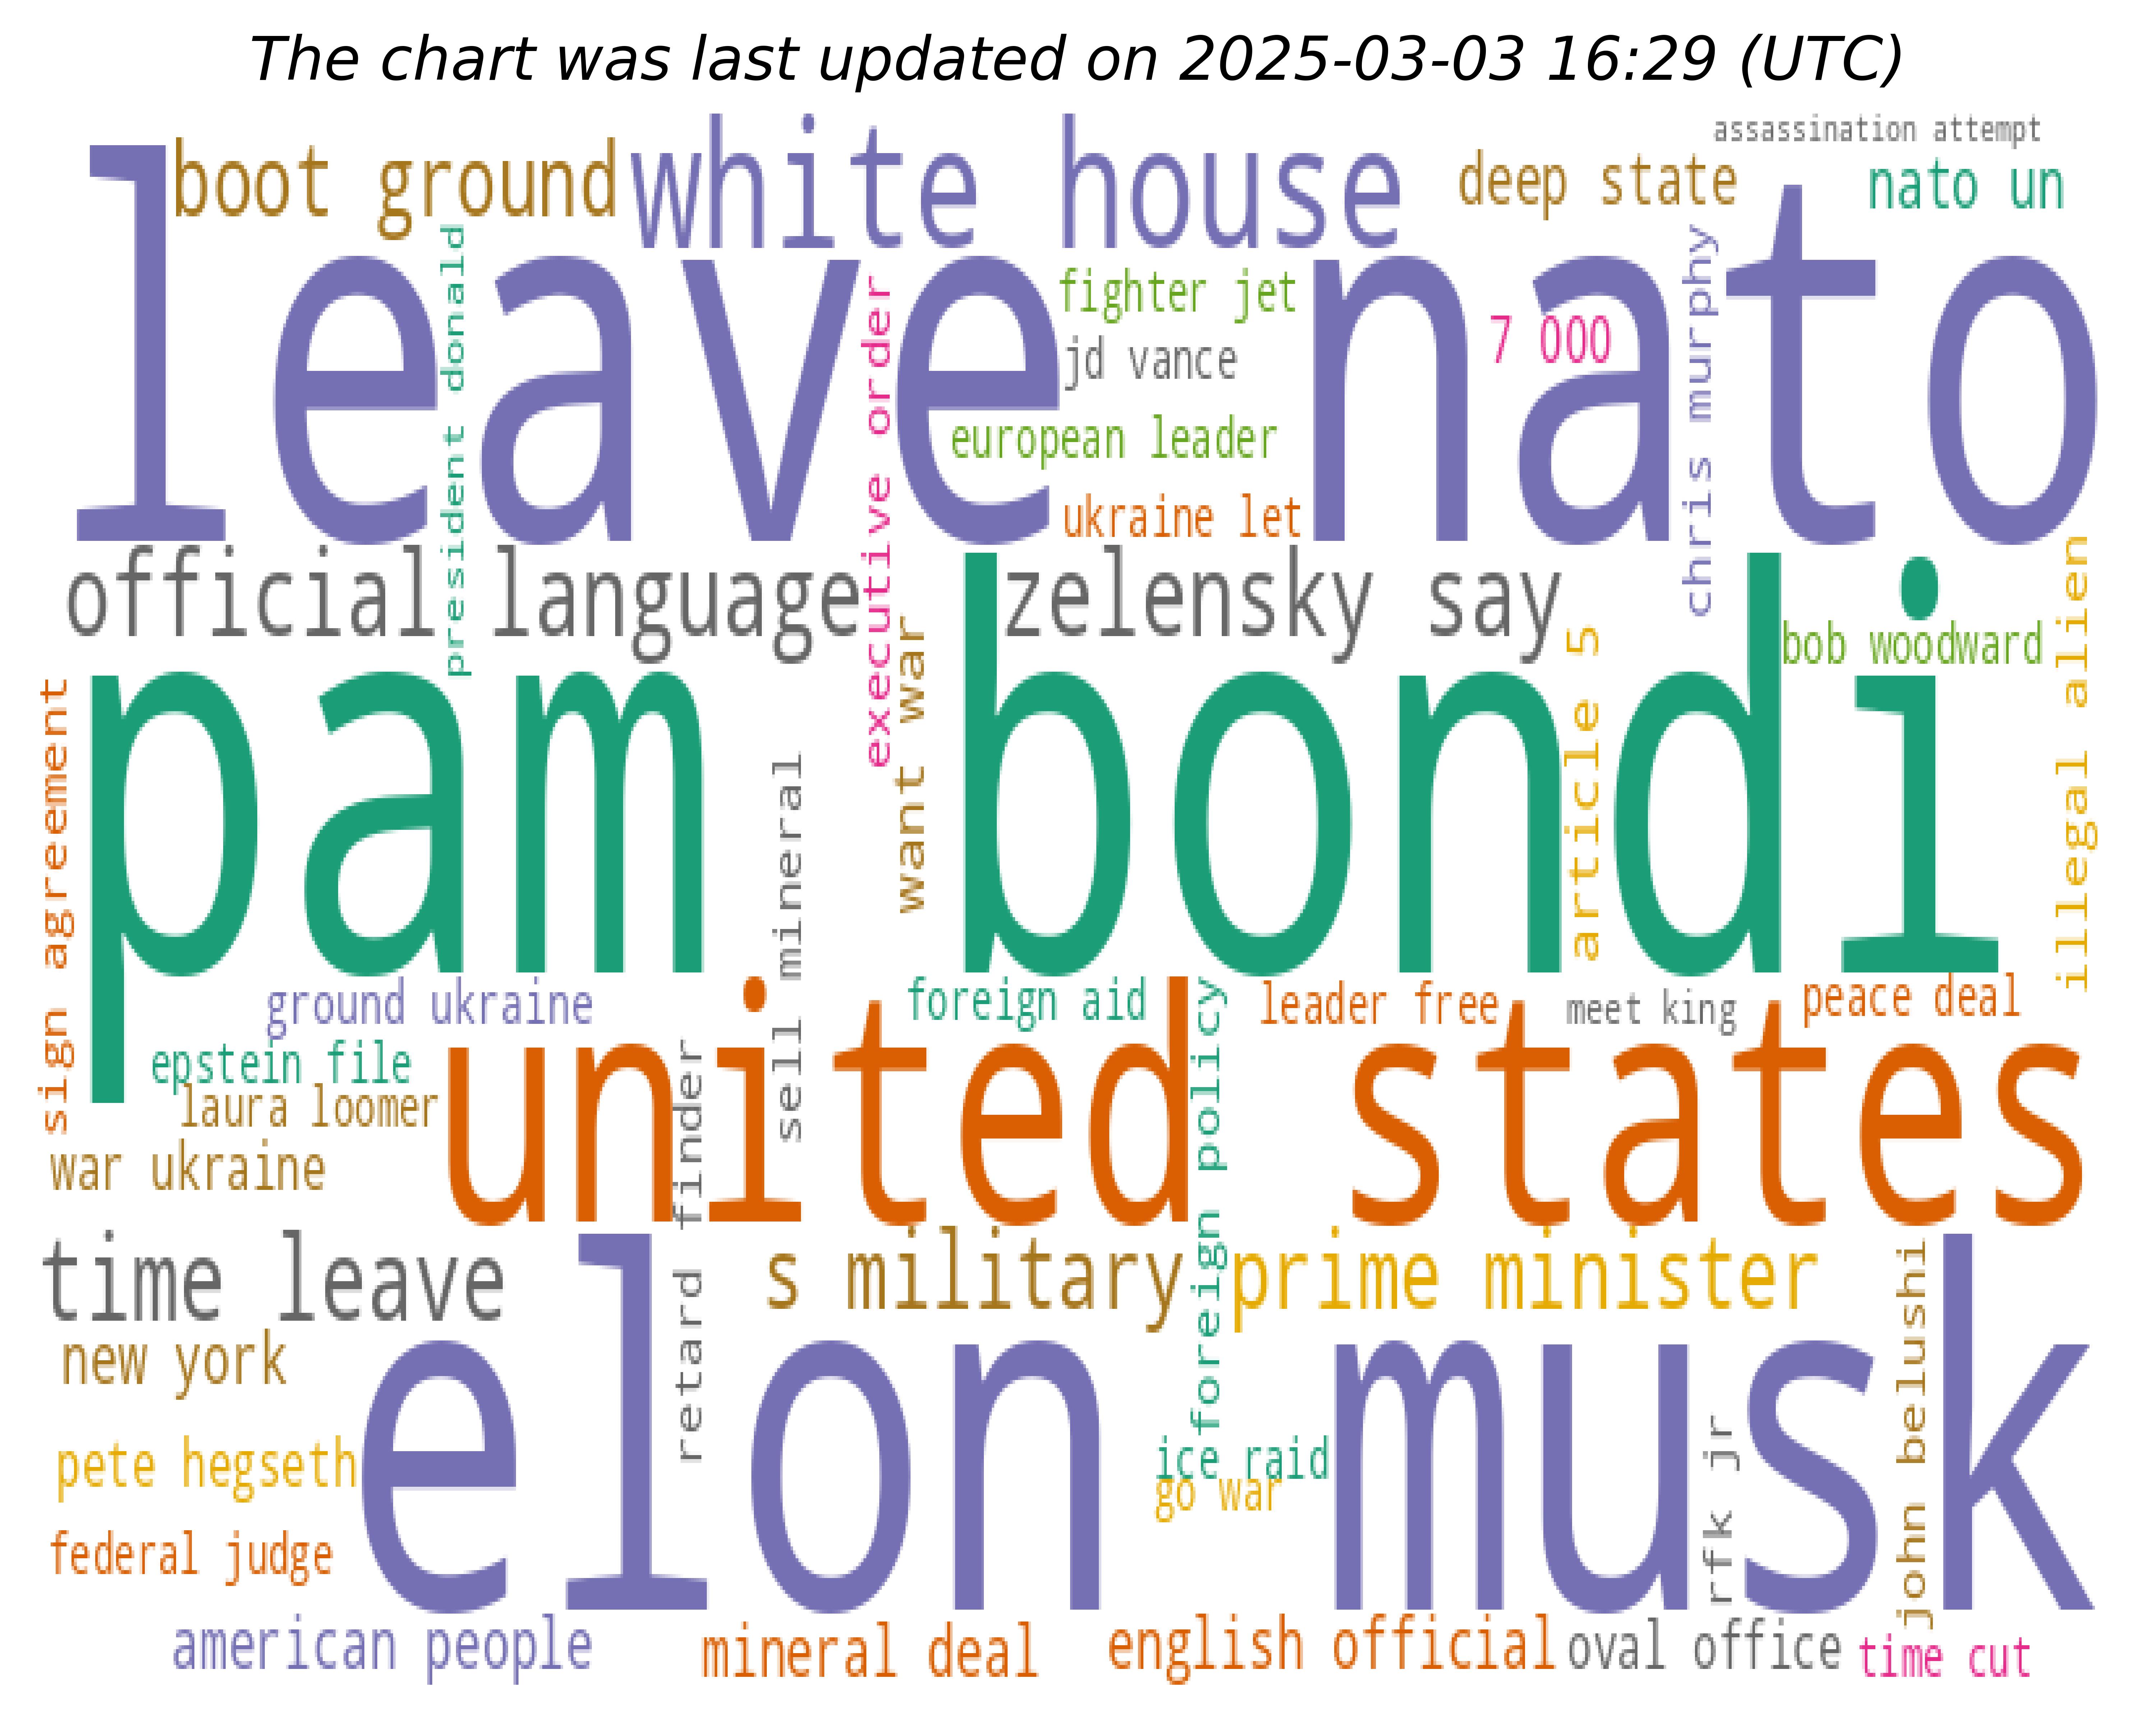 The chart was last updated on 2025-03-03 16:29 (UTC)
assassination attempt
boot ground
white house
deep state
nato un
leave nato
president donald
executive order
fighter jet
jd vance
7 000
chris murphy
european leader
ukraine let
official language
zelensky say
illegal alien
want war
article 5
bob woodward
pam bondi
sign agreement
sell mineral
ground ukraine
foreign aid
foreign policy
leader free
meet king
peace deal
epstein file
laura loomer
united states
retard finder
war ukraine
time leave
s military
prime minister
john belushi
new york
elon musk
pete hegseth
ice raid
go war
rfk jr
federal judge
american people
mineral deal
english official
oval office
time cut